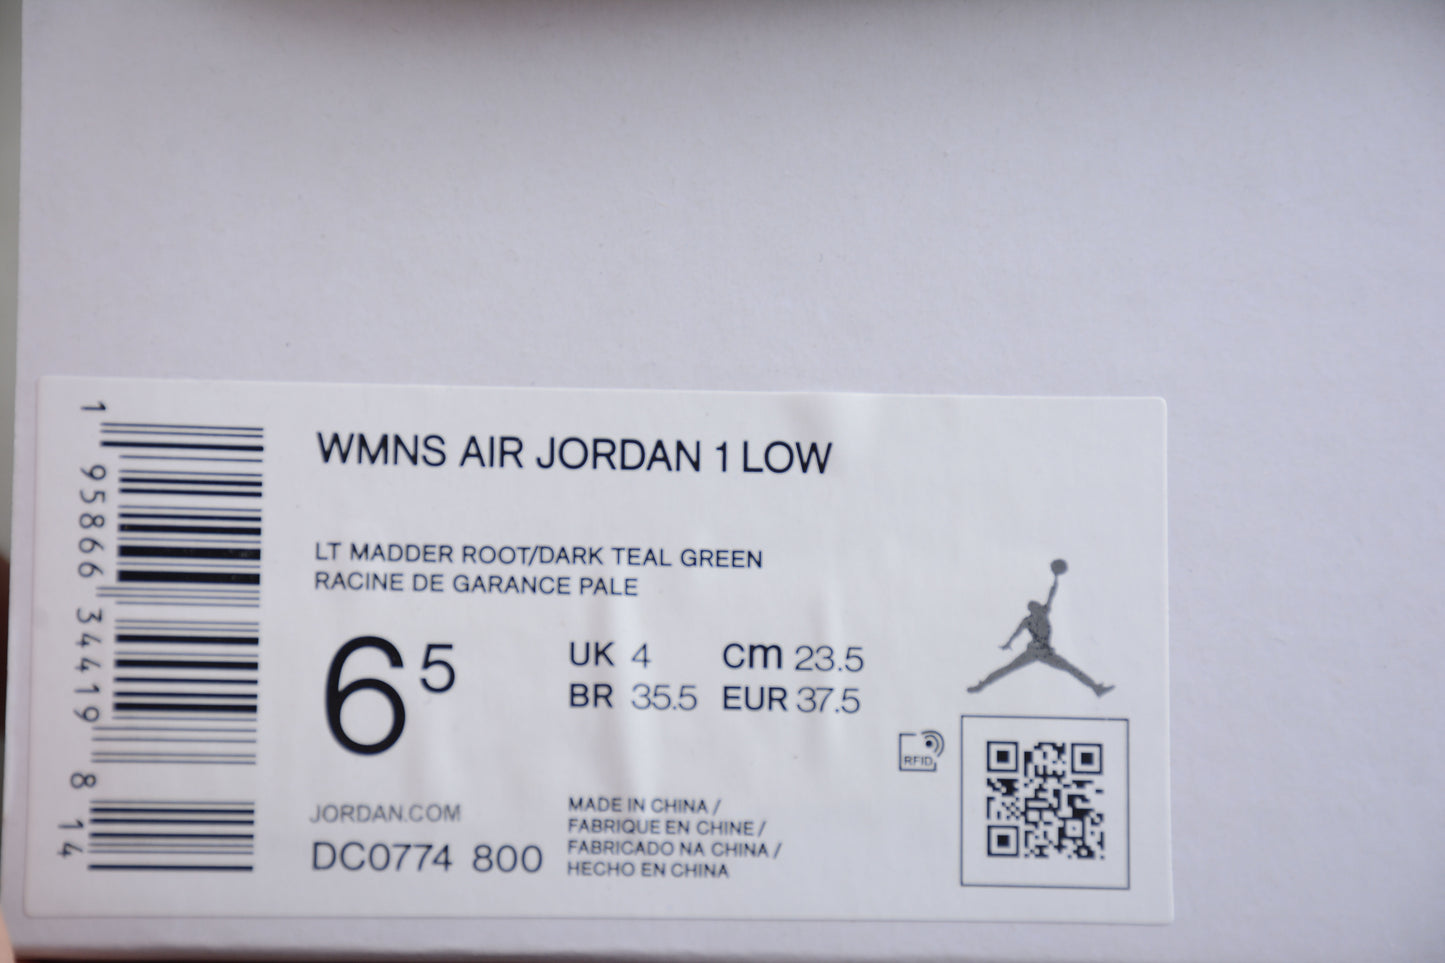 1 95866 34419 8
14
WMNS AIR JORDAN 1 LOW
LT MADDER ROOT/DARK TEAL GREEN
RACINE DE GARANCE PALE
6 5
UK 4 cm 23.5
BR 35.5 EUR 37.5
RFID
JORDAN.COM
DC0774 800
MADE IN CHINA /
FABRIQUE EN CHINE /
FABRICADO NA CHINA /
HECHO EN CHINA